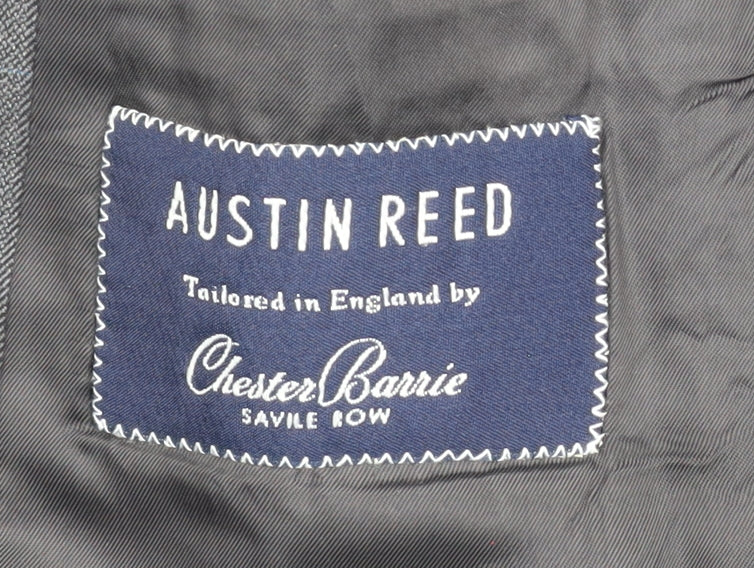 AUSTIN REED
Tailored in England by
Chester Barrie
SAVILE ROW